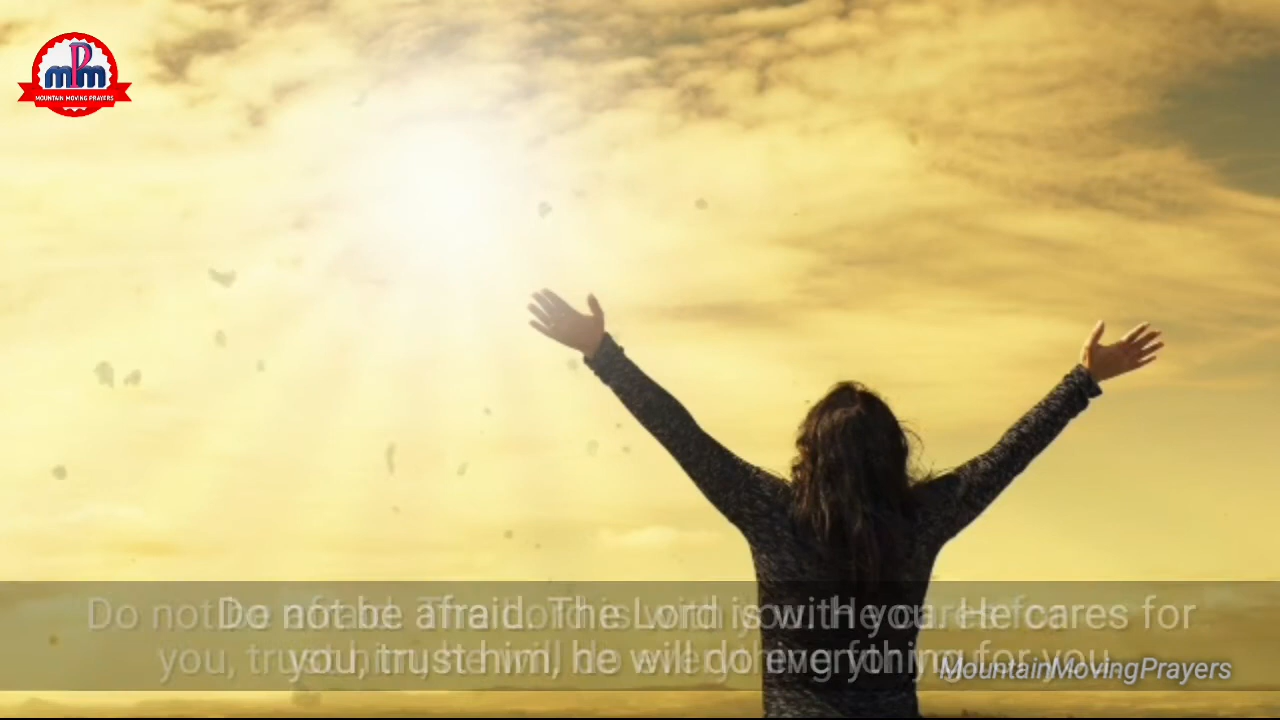 mPm
MOUNTAIN MOVING PRAYERS
Do not be afraid. The Lord is with you. He cares for
you, trust him, he will do everything for you.
MountainMovingPrayers